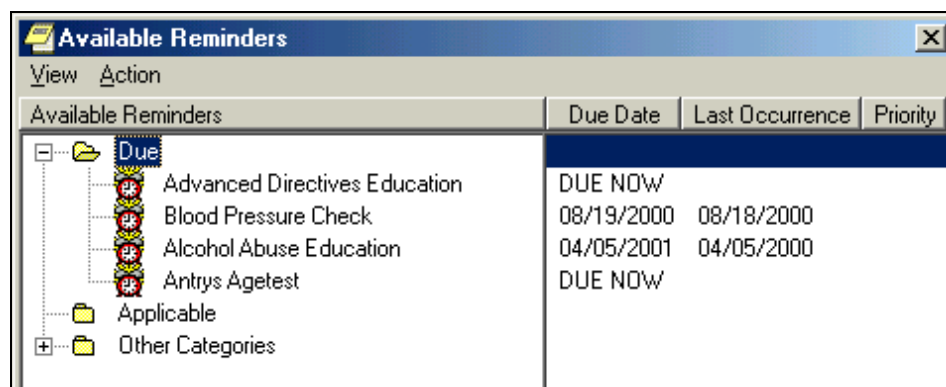 Available Reminders
View Action
Available Reminders Due Date Last Occurrence Priority
Due
Advanced Directives Education DUE NOW
Blood Pressure Check 08/19/2000 08/18/2000
Alcohol Abuse Education 04/05/2001 04/05/2000
Antrys Agetest DUE NOW
Applicable
Other Categories